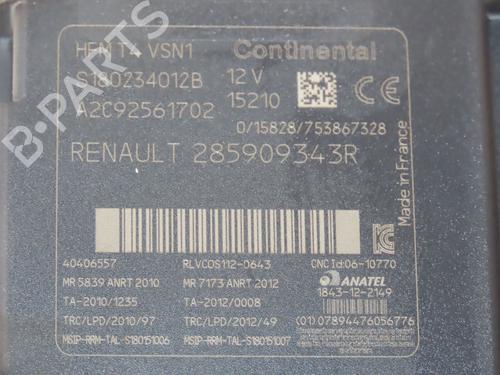 HFM T4 VSN1
Continental
S180234012B
12 V
A2C92561702
15210
CE
0/15828/753867328
RENAULT 285909343R
Made in France
40406557
RLVCOS112-0643
CNC Id:06-10770
MR 5839 ANRT 2010
MR 7173 ANRT 2012
ANATEL
TA-2010/1235
TA-2012/0008
1843-12-2149
TRC/LPD/2010/97
TRC/LPD/2012/49
(01)07894476056776
MSIP-RRM-TAL-S180151006
MSIP-RRM-TAL-S180151007
B-PARTS